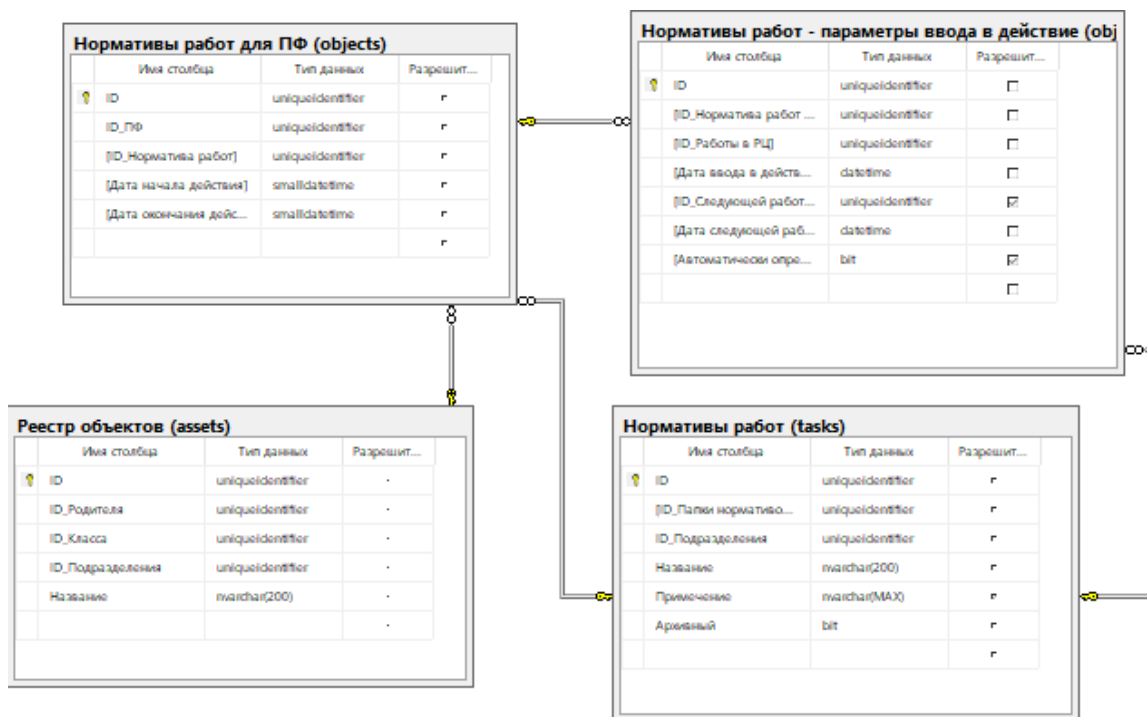 Нормативы работ для ПФ (objects)
Имя столбца Тип данных Разрешит...
ID uniqueidentifier
ID_ПФ uniqueidentifier
[ID_Норматива работ] uniqueidentifier
[Дата начала действия] smalldatetime
[Дата окончания дейс... smalldatetime
Нормативы работ - параметры ввода в действие (obj
Имя столбца Тип данных Разрешит...
ID uniqueidentifier
[ID_Норматива работ ... uniqueidentifier
[ID_Работы в РЦ] uniqueidentifier
[Дата ввода в действ... datetime
[ID_Следующей работ... uniqueidentifier
[Дата следующей раб... datetime
[Автоматически опре... bit
Реестр объектов (assets)
Имя столбца Тип данных Разрешит...
ID uniqueidentifier
ID_Родителя uniqueidentifier
ID_Класса uniqueidentifier
ID_Подразделения uniqueidentifier
Название nvarchar(200)
Нормативы работ (tasks)
Имя столбца Тип данных Разрешит...
ID uniqueidentifier
[ID_Папки нормативо... uniqueidentifier
ID_Подразделения uniqueidentifier
Название nvarchar(200)
Примечение nvarchar(MAX)
Архивный bit